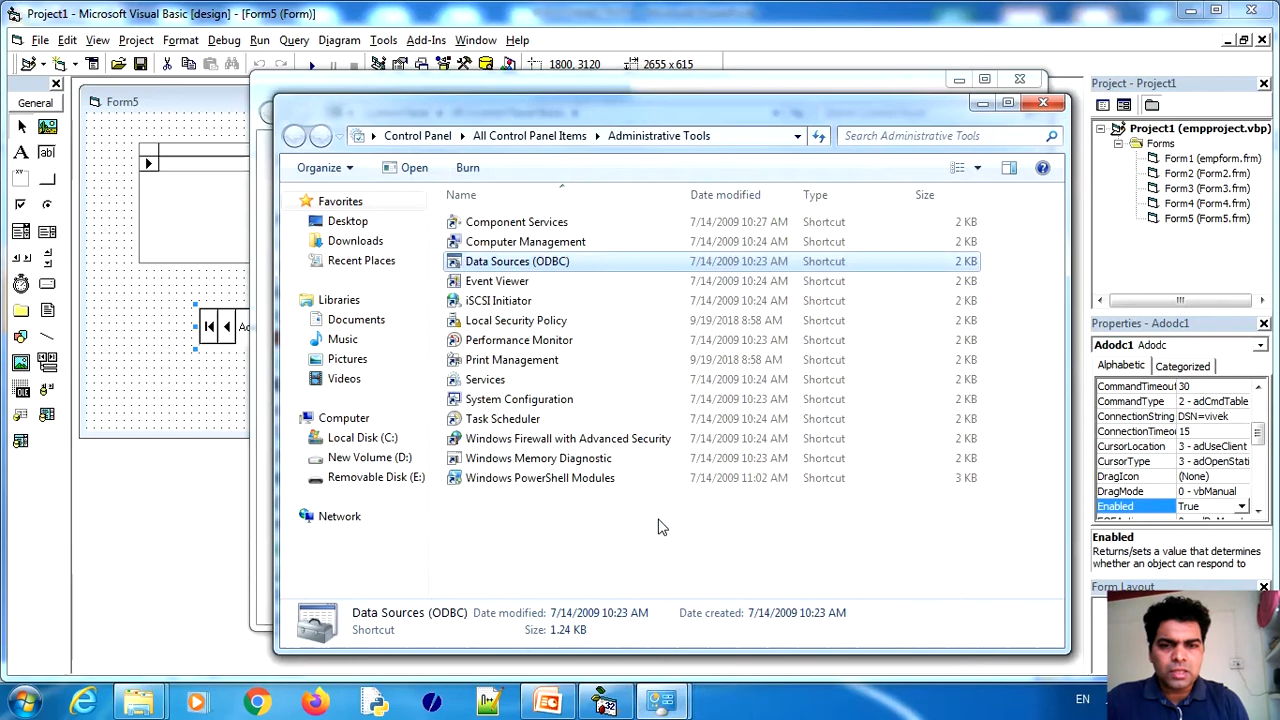 Project1 - Microsoft Visual Basic [design] - [Form5 (Form)]
File Edit View Project Format Debug Run Query Diagram Tools Add-Ins Window Help
1800, 3120 2655 x 615
General
Form5
Control Panel All Control Panel Items Administrative Tools
Search Administrative Tools
Organize Open Burn
Favorites
Desktop
Downloads
Recent Places
Libraries
Documents
Music
Pictures
Videos
Computer
Local Disk (C:)
New Volume (D:)
Removable Disk (E:)
Network
Name Date modified Type Size
Component Services 7/14/2009 10:27 AM Shortcut 2 KB
Computer Management 7/14/2009 10:24 AM Shortcut 2 KB
Data Sources (ODBC) 7/14/2009 10:23 AM Shortcut 2 KB
Event Viewer 7/14/2009 10:24 AM Shortcut 2 KB
iSCSI Initiator 7/14/2009 10:24 AM Shortcut 2 KB
Local Security Policy 9/19/2018 8:58 AM Shortcut 2 KB
Performance Monitor 7/14/2009 10:24 AM Shortcut 2 KB
Print Management 9/19/2018 8:58 AM Shortcut 2 KB
Services 7/14/2009 10:24 AM Shortcut 2 KB
System Configuration 7/14/2009 10:23 AM Shortcut 2 KB
Task Scheduler 7/14/2009 10:24 AM Shortcut 2 KB
Windows Firewall with Advanced Security 7/14/2009 10:24 AM Shortcut 2 KB
Windows Memory Diagnostic 7/14/2009 10:23 AM Shortcut 2 KB
Windows PowerShell Modules 7/14/2009 11:02 AM Shortcut 3 KB
Data Sources (ODBC) Date modified: 7/14/2009 10:23 AM Date created: 7/14/2009 10:23 AM
Shortcut Size: 1.24 KB
Project - Project1
Project1 (empproject.vbp)
Forms
Form1 (empform.frm)
Form2 (Form2.frm)
Form3 (Form3.frm)
Form4 (Form4.frm)
Form5 (Form5.frm)
Properties - Adodc1
Adodc1 Adodc
Alphabetic Categorized
CommandTimeout 30
CommandType 2 - adCmdTable
ConnectionString DSN=vivek
ConnectionTimeo 15
CursorLocation 3 - adUseClient
CursorType 3 - adOpenStati
DragIcon (None)
DragMode 0 - vbManual
Enabled True
Enabled
Returns/sets a value that determines
whether an object can respond to
Form Layout
EN